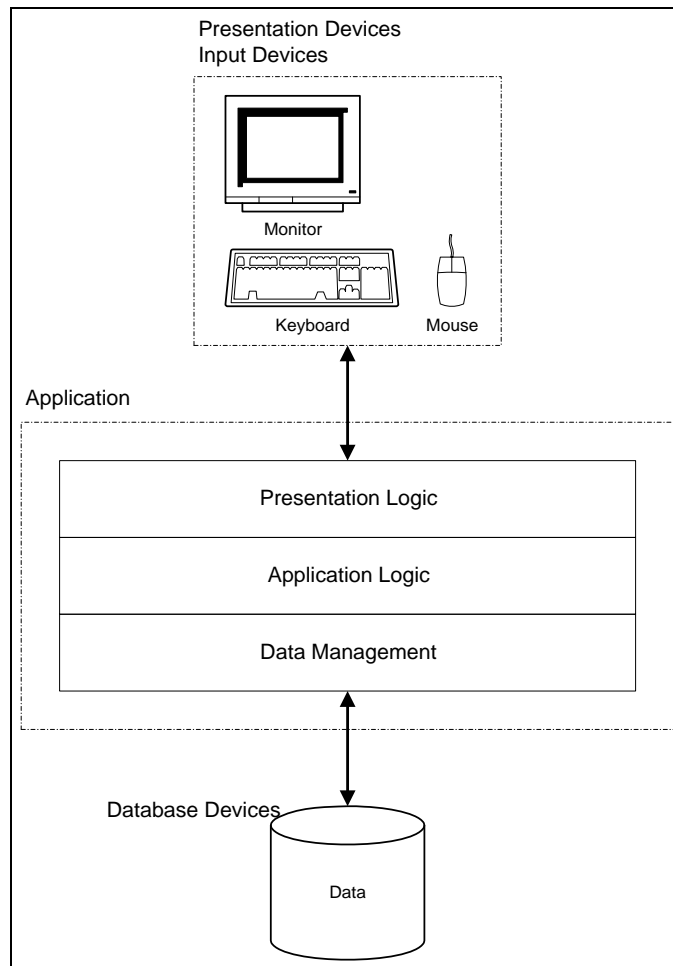 Presentation Devices
Input Devices
Monitor
Keyboard
Mouse
Application
Presentation Logic
Application Logic
Data Management
Database Devices
Data